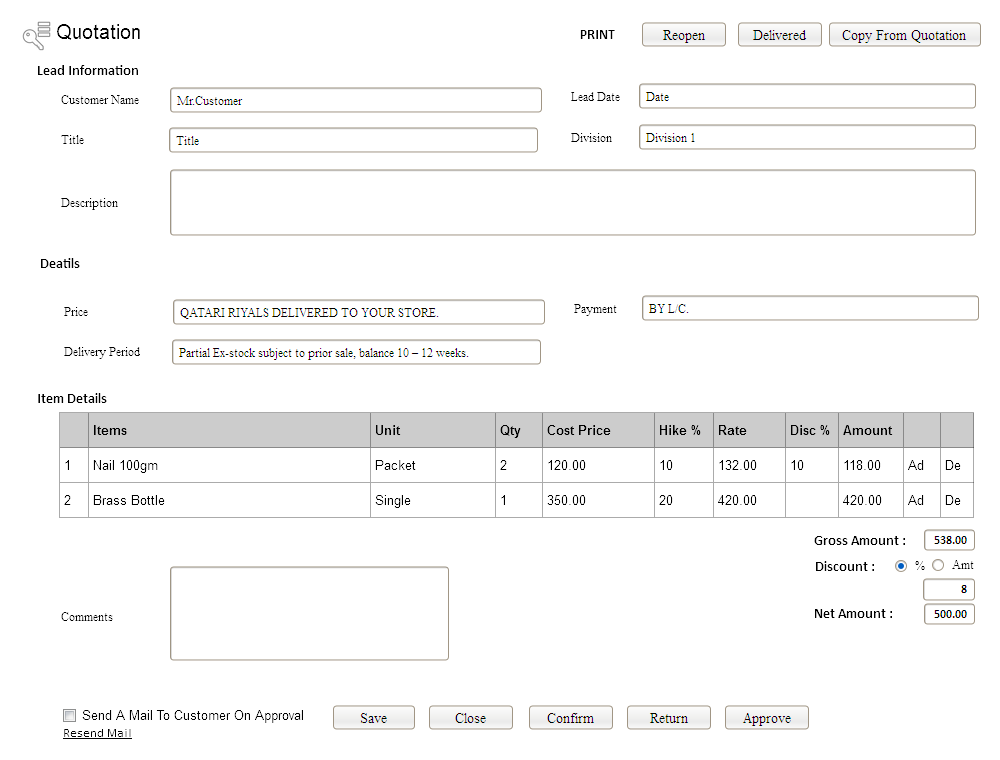 Quotation
PRINT Reopen Delivered Copy From Quotation
Lead Information
Customer Name Mr.Customer Lead Date Date
Title Title Division Division 1
Description
Deatils
Price QATARI RIYALS DELIVERED TO YOUR STORE. Payment BY L/C.
Delivery Period Partial Ex-stock subject to prior sale, balance 10 – 12 weeks.
Item Details
Items Unit Qty Cost Price Hike % Rate Disc % Amount
1 Nail 100gm Packet 2 120.00 10 132.00 10 118.00 Ad De
2 Brass Bottle Single 1 350.00 20 420.00 420.00 Ad De
Gross Amount : 538.00
Discount : % Amt
8
Net Amount : 500.00
Comments
Send A Mail To Customer On Approval Save Close Confirm Return Approve
Resend Mail